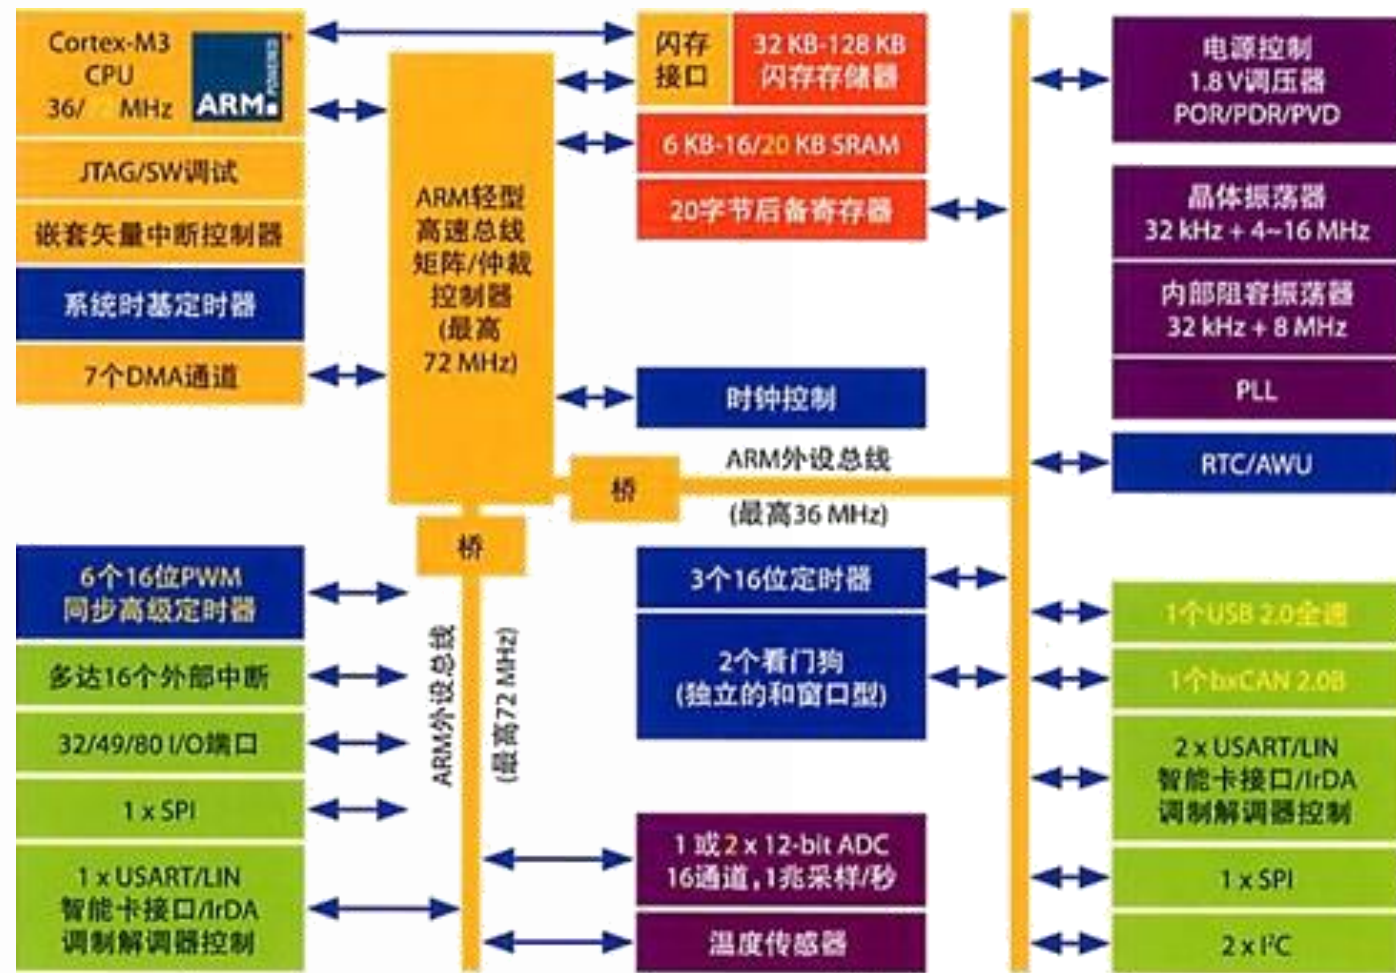 Cortex-M3
CPU
36/ MHz
ARM
POWERED
JTAG/SW调试
嵌套矢量中断控制器
系统时基定时器
7个DMA通道
ARM轻型
高速总线
矩阵/仲裁
控制器
(最高
72 MHz)
闪存
接口
32 KB-128 KB
闪存存储器
6 KB-16/20 KB SRAM
20字节后备寄存器
时钟控制
ARM外设总线
(最高36 MHz)
桥
桥
电源控制
1.8 V调压器
POR/PDR/PVD
晶体振荡器
32 kHz + 4~16 MHz
内部阻容振荡器
32 kHz + 8 MHz
PLL
RTC/AWU
6个16位PWM
同步高级定时器
多达16个外部中断
32/49/80 I/O端口
1 x SPI
1 x USART/LIN
智能卡接口/IrDA
调制解调器控制
ARM外设总线
(最高72 MHz)
3个16位定时器
2个看门狗
(独立的和窗口型)
1 或2 x 12-bit ADC
16通道,1兆采样/秒
温度传感器
1个USB 2.0全速
1个bxCAN 2.0B
2 x USART/LIN
智能卡接口/IrDA
调制解调器控制
1 x SPI
2 x I²C